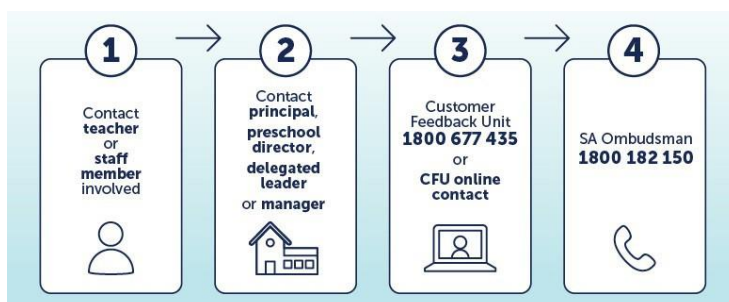 1
Contact
teacher
or
staff
member
involved
2
Contact
principal,
preschool
director,
delegated
leader
or manager
3
Customer
Feedback Unit
1800 677 435
or
CFU online
contact
4
SA Ombudsman
1800 182 150